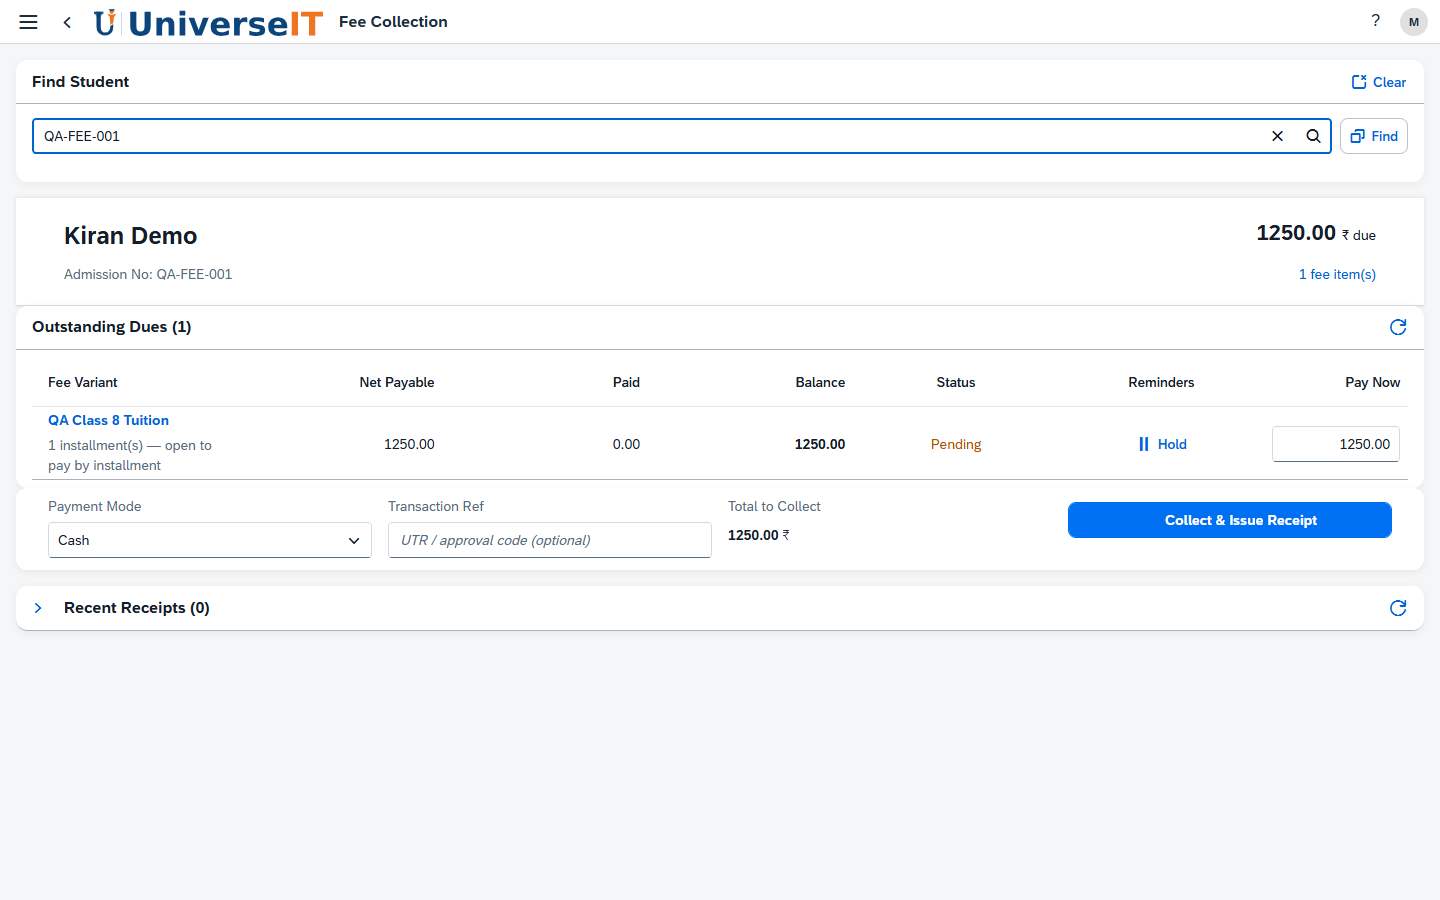 UniverseIT Fee Collection ? M
Find Student Clear
QA-FEE-001 Find
Kiran Demo 1250.00 ₹ due
Admission No: QA-FEE-001 1 fee item(s)
Outstanding Dues (1)
Fee Variant Net Payable Paid Balance Status Reminders Pay Now
QA Class 8 Tuition
1 installment(s) — open to
pay by installment
1250.00 0.00 1250.00 Pending Hold 1250.00
Payment Mode Transaction Ref Total to Collect
Cash UTR / approval code (optional) 1250.00 ₹ Collect & Issue Receipt
Recent Receipts (0)